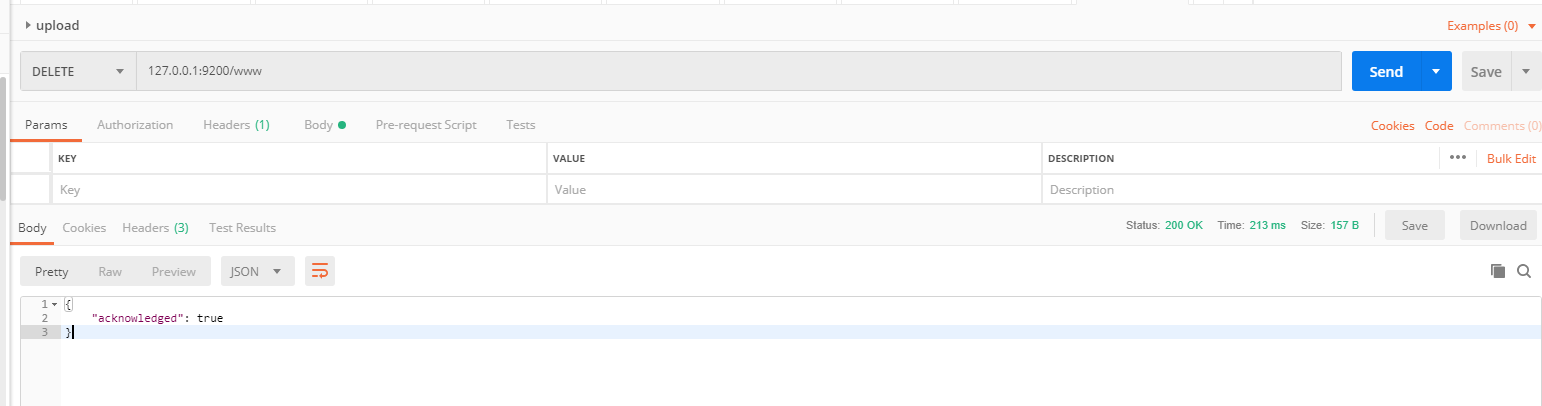 upload
Examples (0)
DELETE
127.0.0.1:9200/www
Send
Save
Params
Authorization
Headers (1)
Body
Pre-request Script
Tests
Cookies
Code
Comments (0)
KEY
VALUE
DESCRIPTION
Bulk Edit
Key
Value
Description
Body
Cookies
Headers (3)
Test Results
Status: 200 OK
Time: 213 ms
Size: 157 B
Save
Download
Pretty
Raw
Preview
JSON
1 {
2 "acknowledged": true
3 }